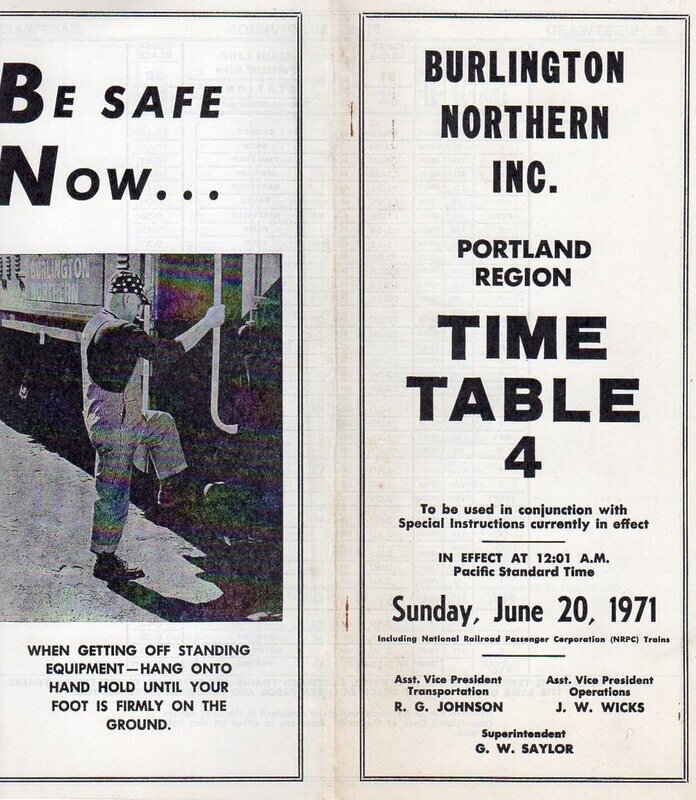 BE SAFE
NOW...
BURLINGTON
NORTHERN
WHEN GETTING OFF STANDING
EQUIPMENT—HANG ONTO
HAND HOLD UNTIL YOUR
FOOT IS FIRMLY ON THE
GROUND.
BURLINGTON
NORTHERN
INC.
PORTLAND
REGION
TIME
TABLE
4
To be used in conjunction with
Special Instructions currently in effect
IN EFFECT AT 12:01 A.M.
Pacific Standard Time
Sunday, June 20, 1971
Including National Railroad Passenger Corporation (NRPC) Trains
Asst. Vice President
Transportation
R. G. JOHNSON
Asst. Vice President
Operations
J. W. WICKS
Superintendent
G. W. SAYLOR